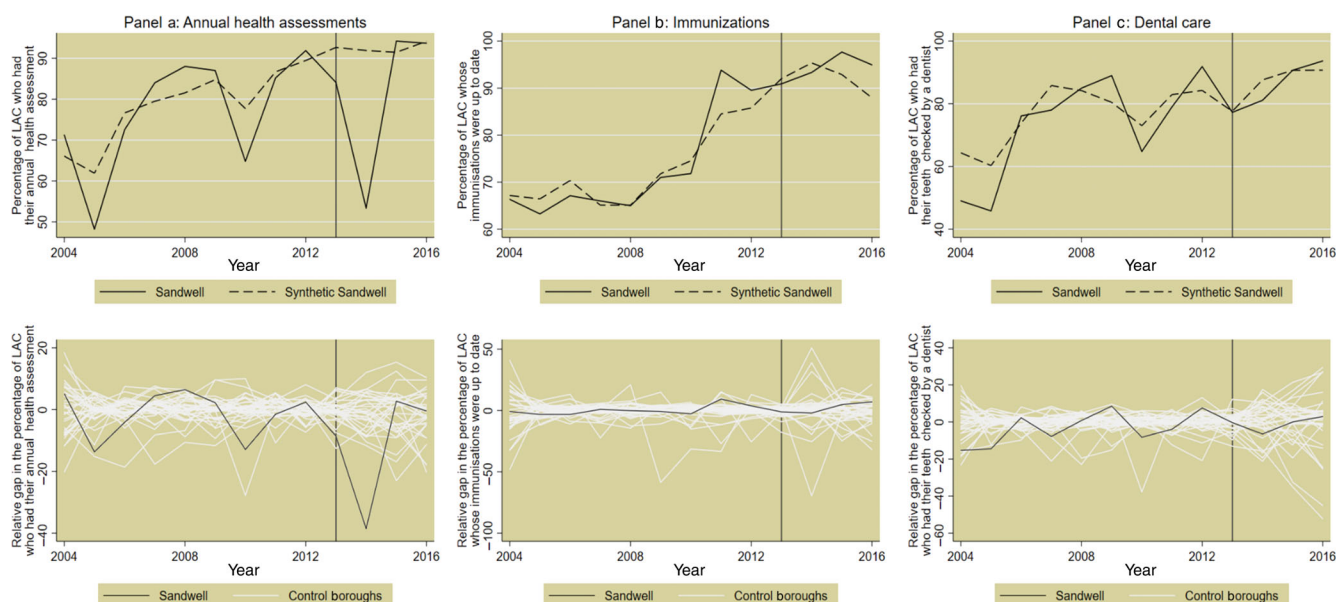 Panel a: Annual health assessments
Percentage of LAC who had
their annual health assessment
90
80
70
60
50
2004
2008
2012
2016
Year
Sandwell
Synthetic Sandwell
Panel b: Immunizations
Percentage of LAC whose
immunisations were up to date
100
90
80
70
60
2004
2008
2012
2016
Year
Sandwell
Synthetic Sandwell
Panel c: Dental care
Percentage of LAC who had
their teeth checked by a dentist
100
80
60
40
2004
2008
2012
2016
Year
Sandwell
Synthetic Sandwell
Relative gap in the percentage of LAC
who had their annual health assessment
20
0
−20
−40
2004
2008
2012
2016
Year
Sandwell
Control boroughs
Relative gap in the percentage of LAC
whose immunisations were up to date
50
0
−50
−100
2004
2008
2012
2016
Year
Sandwell
Control boroughs
Relative gap in the percentage of LAC
who had their teeth checked by a dentist
40
20
0
−20
−40
−60
2004
2008
2012
2016
Year
Sandwell
Control boroughs